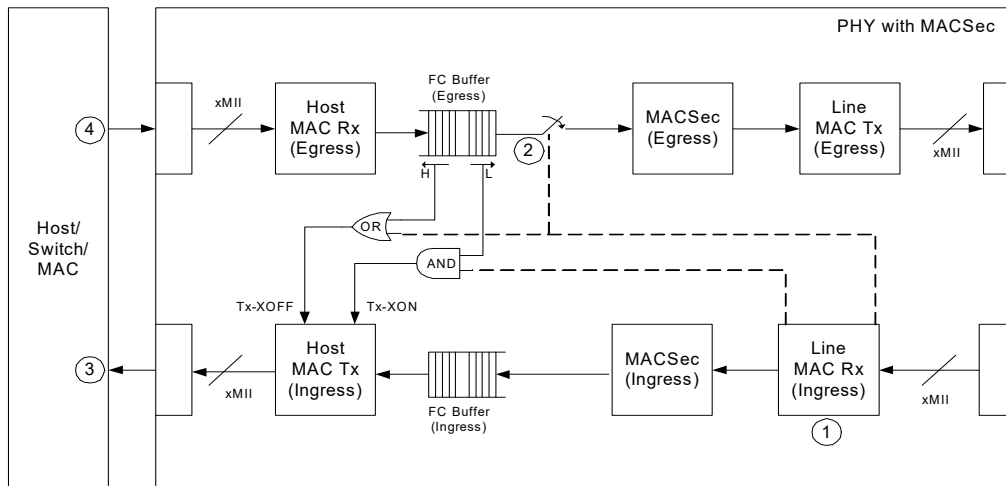 PHY with MACSec
4
xMII
Host
MAC Rx
(Egress)
FC Buffer
(Egress)
H
L
2
MACSec
(Egress)
Line
MAC Tx
(Egress)
xMII
Host/
Switch/
MAC
OR
AND
Tx-XOFF
Tx-XON
3
xMII
Host
MAC Tx
(Ingress)
FC Buffer
(Ingress)
MACSec
(Ingress)
Line
MAC Rx
(Ingress)
xMII
1